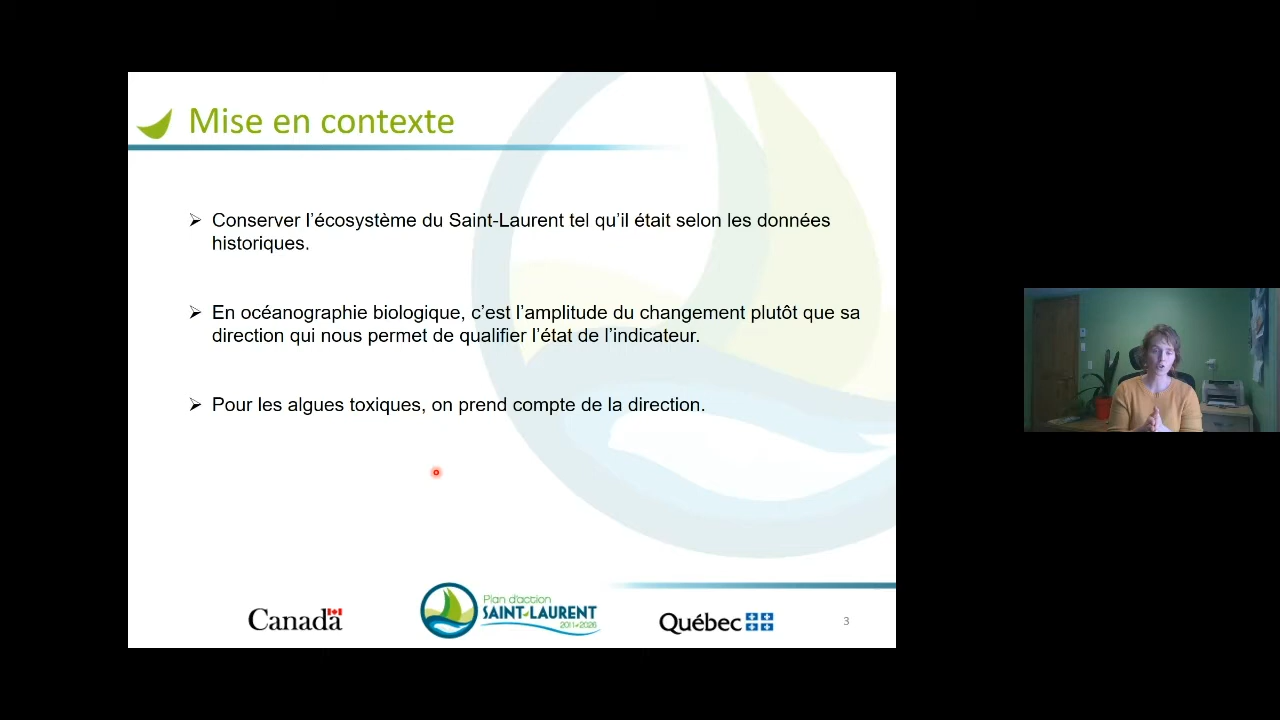 Mise en contexte
➢ Conserver l'écosystème du Saint-Laurent tel qu'il était selon les données
historiques.
➢ En océanographie biologique, c'est l'amplitude du changement plutôt que sa
direction qui nous permet de qualifier l'état de l'indicateur.
➢ Pour les algues toxiques, on prend compte de la direction.
Canada
Plan d'action
SAINT-LAURENT
2011-2026
Québec
3